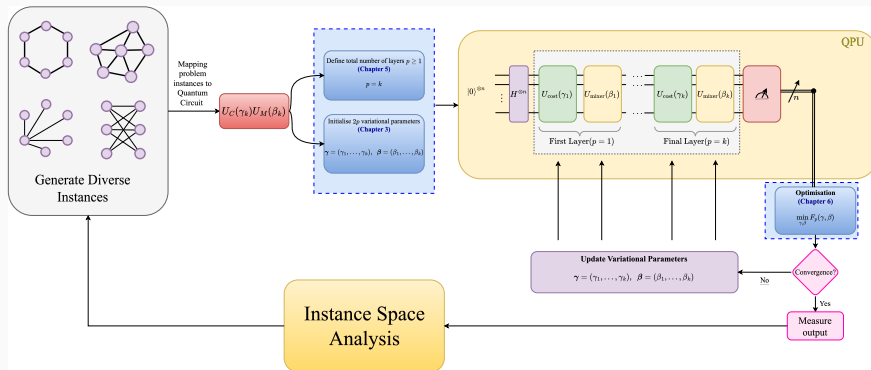 Generate Diverse
Instances
Mapping
problem
instances to
Quantum
Circuit
U_C(γ_k)U_M(β_k)
Define total number of layers p ≥ 1
(Chapter 5)
p = k
Initialise 2p variational parameters
(Chapter 3)
γ = (γ_1, …, γ_k), β = (β_1, …, β_k)
QPU
|0⟩^⊗n
H^⊗n
U_cost(γ_1)
U_mixer(β_1)
…
U_cost(γ_k)
U_mixer(β_k)
n
First Layer(p = 1)
Final Layer(p = k)
Optimisation
(Chapter 6)
min F_p(γ, β)
γ,β
Convergence?
No
Yes
Update Variational Parameters
γ = (γ_1, …, γ_k), β = (β_1, …, β_k)
Measure
output
Instance Space
Analysis